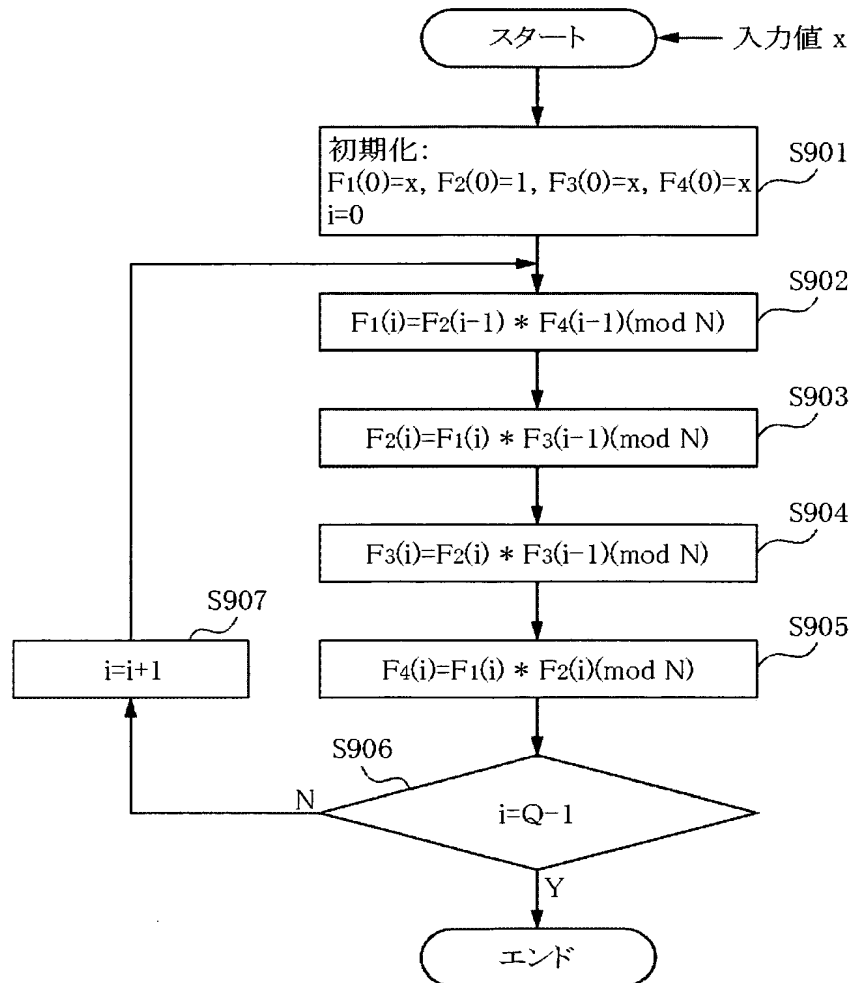 スタート
入力値 x
初期化:
F1(0)=x, F2(0)=1, F3(0)=x, F4(0)=x
i=0
S901
S902
F1(i)=F2(i-1) * F4(i-1)(mod N)
S903
F2(i)=F1(i) * F3(i-1)(mod N)
S904
F3(i)=F2(i) * F3(i-1)(mod N)
S907
i=i+1
S905
F4(i)=F1(i) * F2(i)(mod N)
S906
N
i=Q-1
Y
エンド